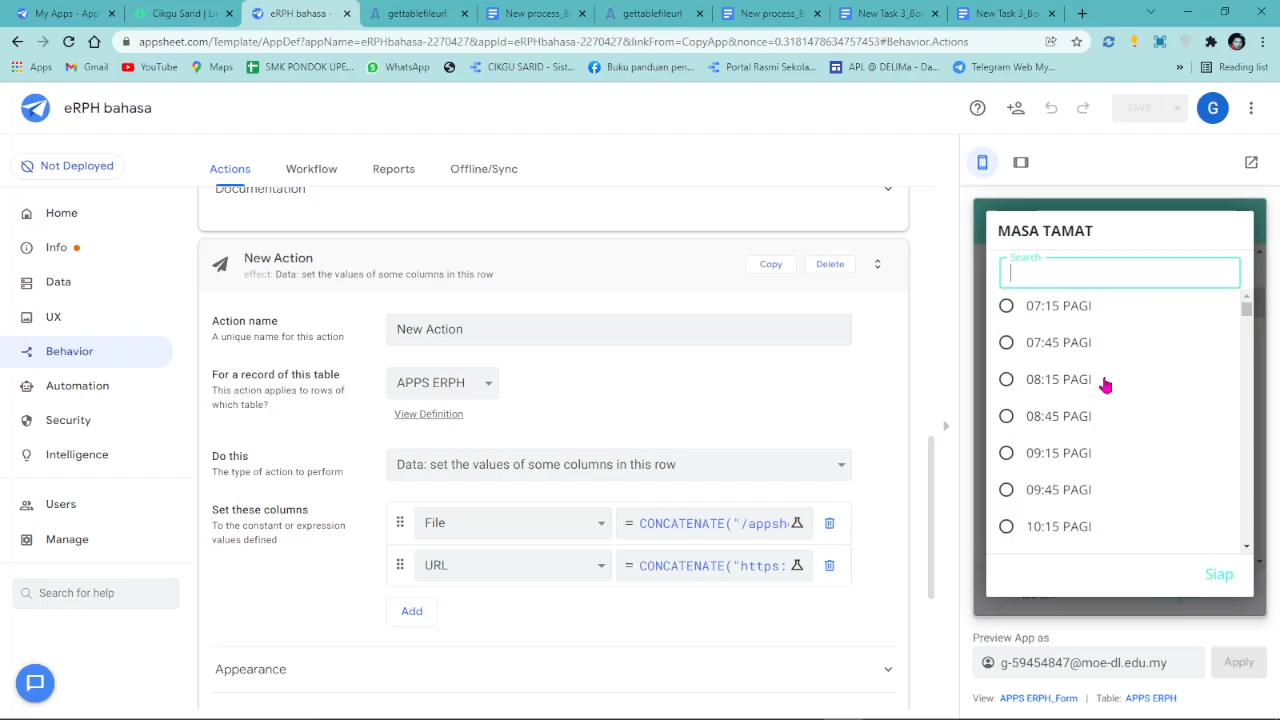 My Apps - App
Cikgu Sand | Lin
eRPH bahasa -
gettablefileurl
New process_B
gettablefileurl
New process_B
New Task 3_Bo
New Task 3_Bo
appsheet.com/Template/AppDef?appName=eRPHbahasa-2270427&appId=eRPHbahasa-2270427&linkFrom=CopyApp&nonce=0.3181478634757453#Behavior.Actions
Apps
Gmail
YouTube
Maps
SMK PONDOK UPE...
WhatsApp
CIKGU SARID - Sist...
Buku panduan pen...
Portal Rasmi Sekola...
APL @ DELIMa - Da...
Telegram Web My...
»
Reading list
eRPH bahasa
SAVE
G
Not Deployed
Actions
Workflow
Reports
Offline/Sync
Home
Info
Data
UX
Behavior
Automation
Security
Intelligence
Users
Manage
Search for help
Documentation
New Action
effect: Data: set the values of some columns in this row
Copy
Delete
Action name
A unique name for this action
New Action
For a record of this table
This action applies to rows of
which table?
APPS ERPH
View Definition
Do this
The type of action to perform
Data: set the values of some columns in this row
Set these columns
To the constant or expression
values defined
File
= CONCATENATE("/appsh
URL
= CONCATENATE("https:
Add
Appearance
MASA TAMAT
Search
07:15 PAGI
07:45 PAGI
08:15 PAGI
08:45 PAGI
09:15 PAGI
09:45 PAGI
10:15 PAGI
Siap
Preview App as
g-59454847@moe-dl.edu.my
Apply
View: APPS ERPH_Form | Table: APPS ERPH